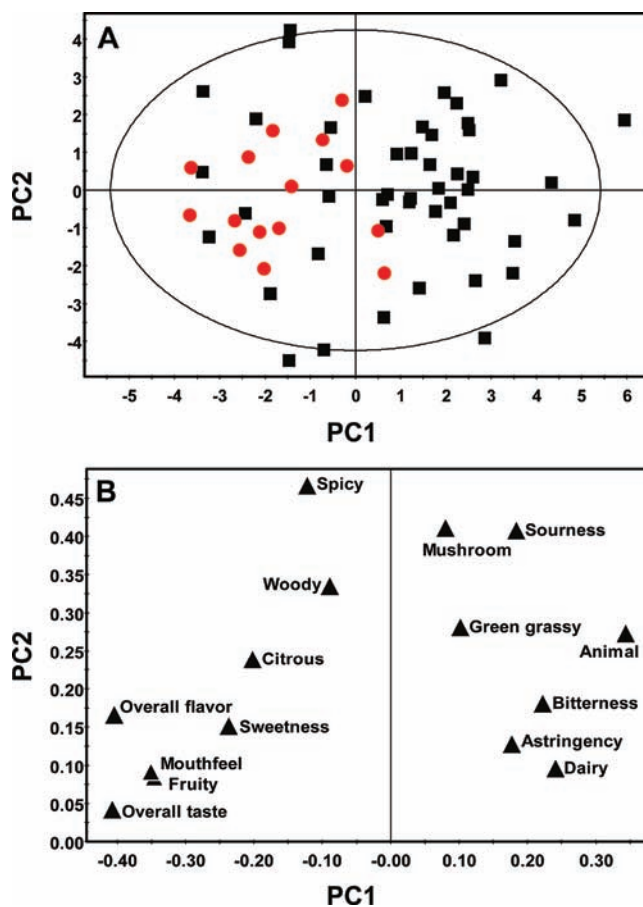 A
PC2
4
3
2
1
0
-1
-2
-3
-4
-5 -4 -3 -2 -1 0 1 2 3 4 5 6
PC1
B
PC2
0.45
0.40
0.35
0.30
0.25
0.20
0.15
0.10
0.05
0.00
Spicy
Mushroom
Sourness
Woody
Green grassy
Animal
Citrous
Overall flavor
Sweetness
Bitterness
Mouthfeel
Astringency
Fruity
Dairy
Overall taste
-0.40 -0.30 -0.20 -0.10 -0.00 0.10 0.20 0.30
PC1